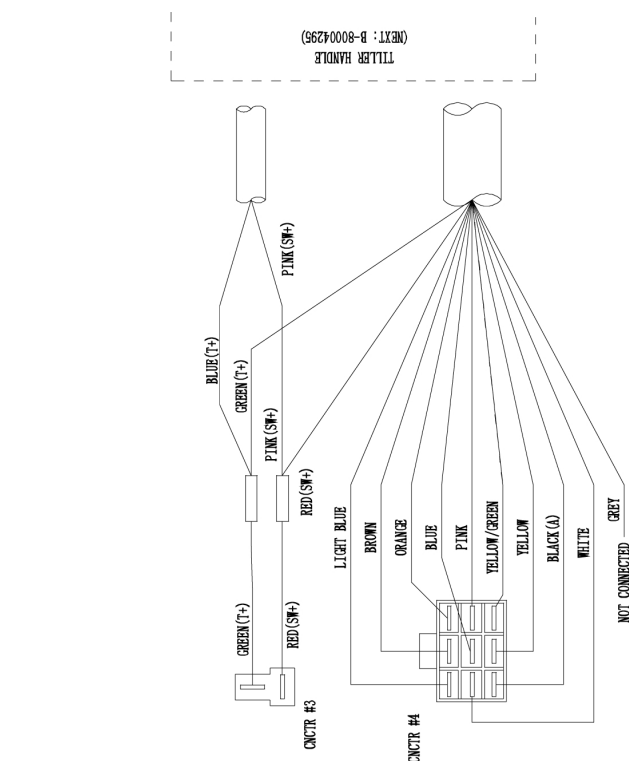 TILLER HANDLE
(NEXT: B-80004295)
PINK(SW+)
BLUE(T+)
GREEN(T+)
PINK(SW+)
RED(SW+)
LIGHT BLUE
BROWN
ORANGE
BLUE
PINK
YELLOW/GREEN
YELLOW
BLACK(A)
WHITE
GREY
NOT CONNECTED
GREEN(T+)
RED(SW+)
CNCTR #3
CNCTR #4